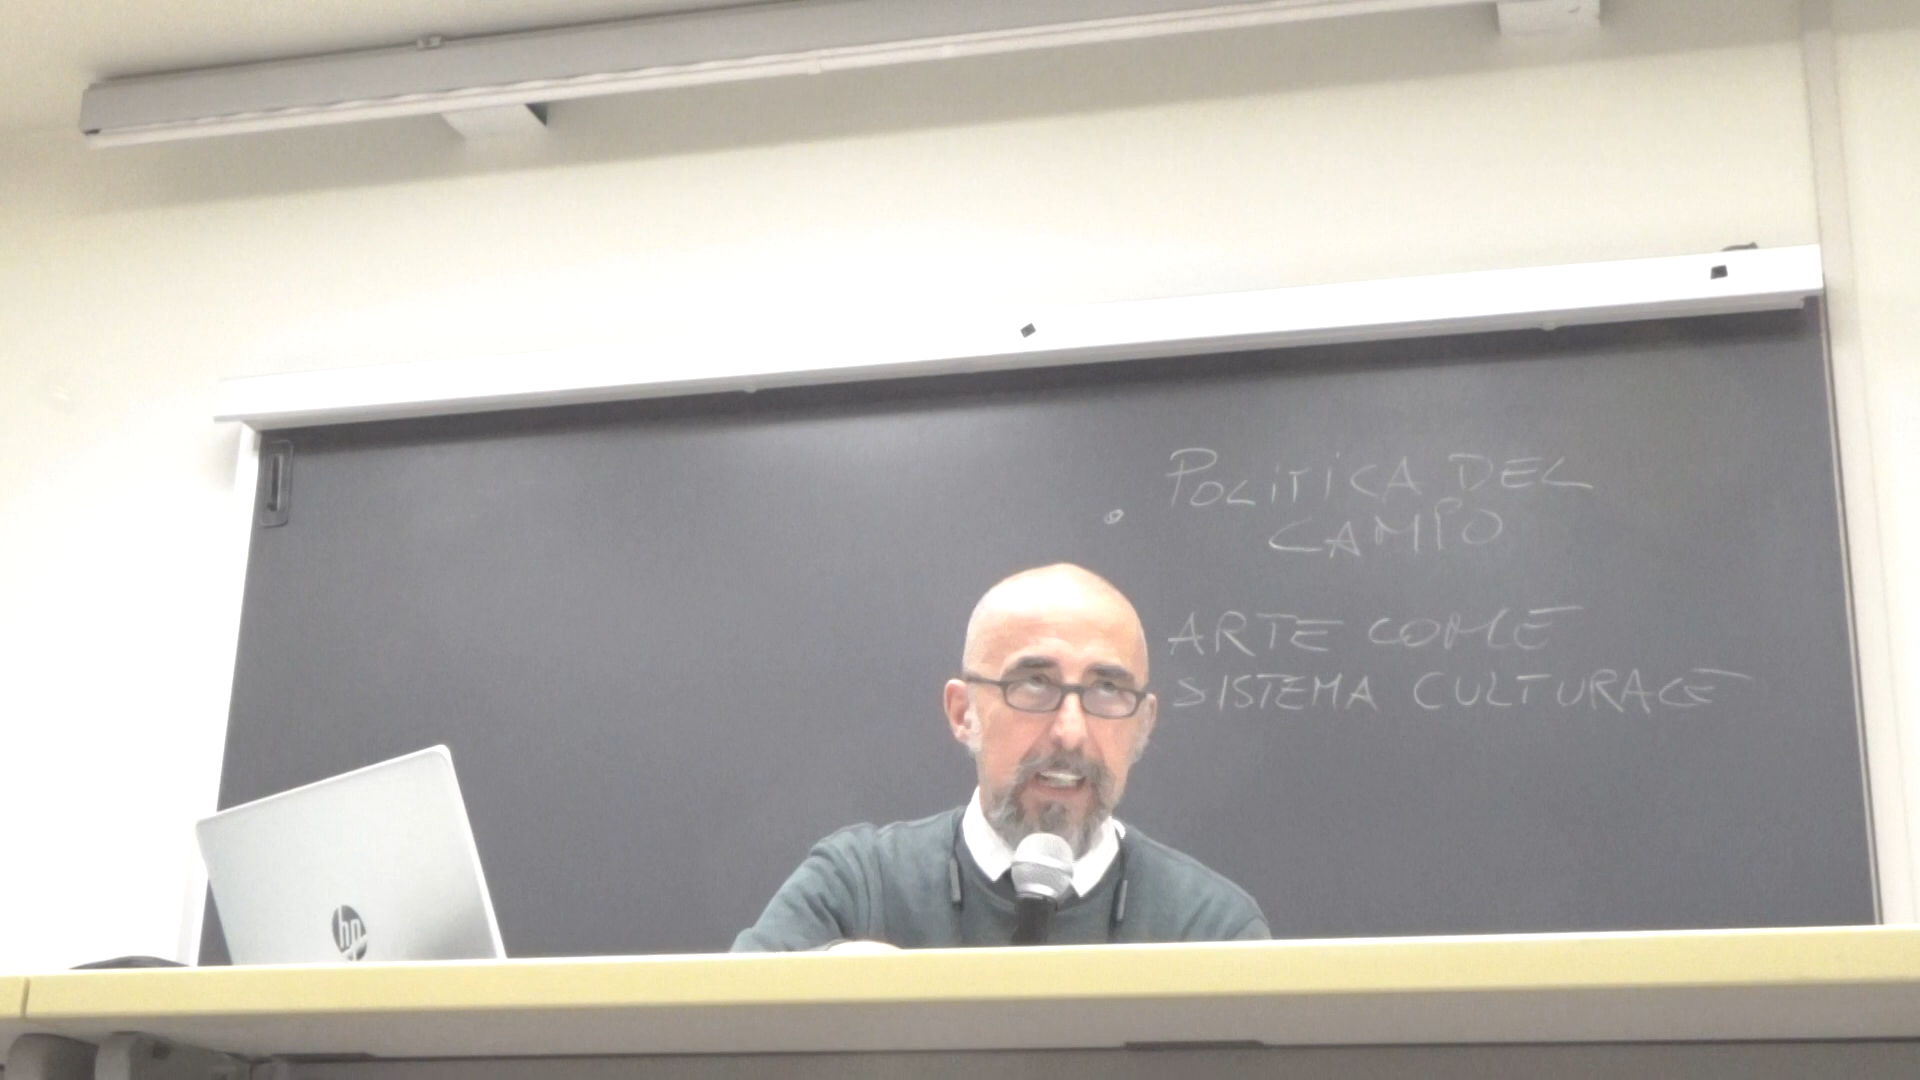 POLITICA DEL
CAMPO
ARTE COME
SISTEMA CULTURALE
hp